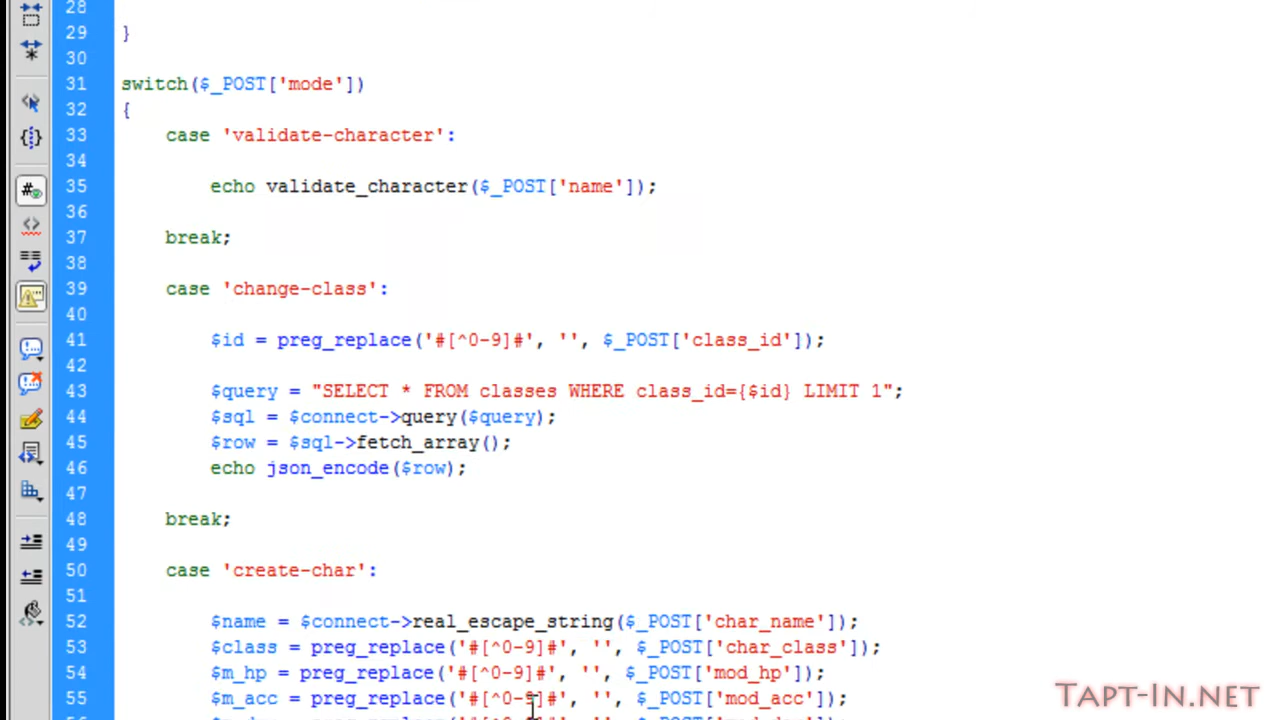 28
29 }
30
31 switch($_POST['mode'])
32 {
33 case 'validate-character':
34
35 echo validate_character($_POST['name']);
36
37 break;
38
39 case 'change-class':
40
41 $id = preg_replace('#[^0-9]#', '', $_POST['class_id']);
42
43 $query = "SELECT * FROM classes WHERE class_id={$id} LIMIT 1";
44 $sql = $connect->query($query);
45 $row = $sql->fetch_array();
46 echo json_encode($row);
47
48 break;
49
50 case 'create-char':
51
52 $name = $connect->real_escape_string($_POST['char_name']);
53 $class = preg_replace('#[^0-9]#', '', $_POST['char_class']);
54 $m_hp = preg_replace('#[^0-9]#', '', $_POST['mod_hp']);
55 $m_acc = preg_replace('#[^0-9]#', '', $_POST['mod_acc']);
Tapt-in.net